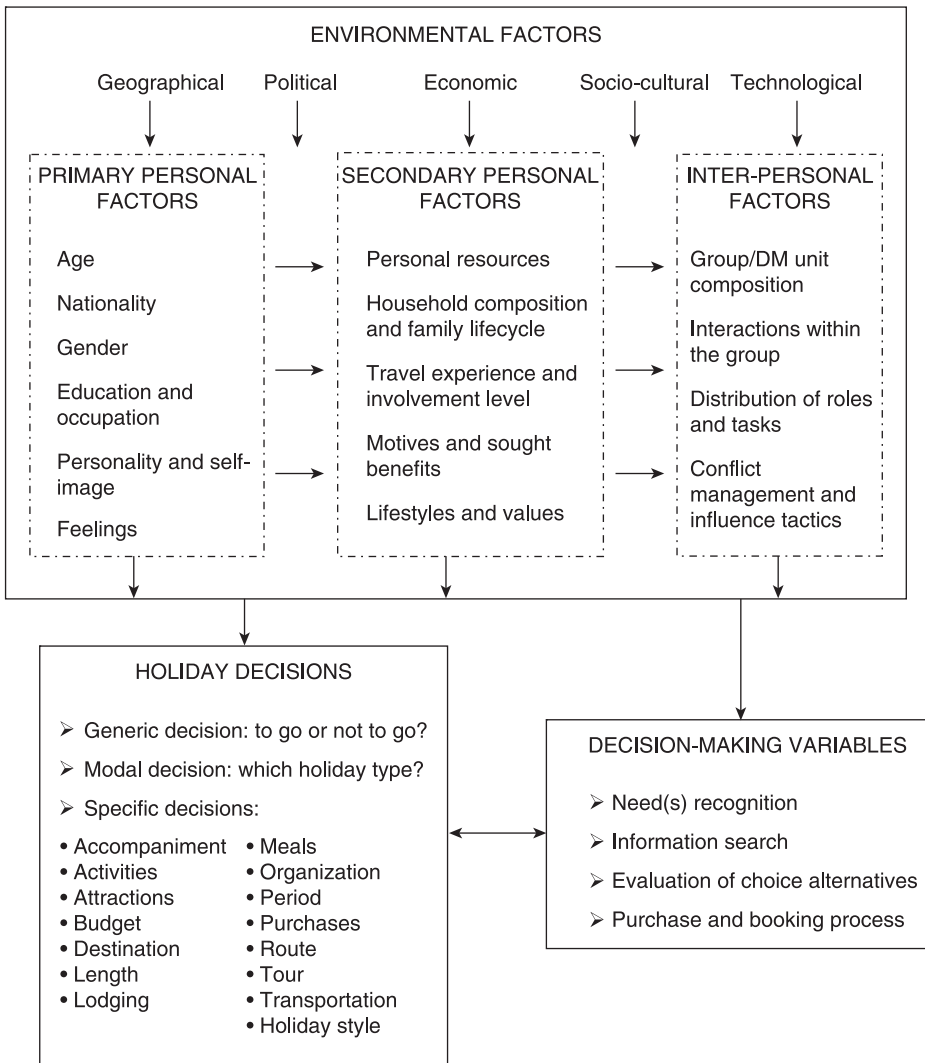 ENVIRONMENTAL FACTORS
Geographical
Political
Economic
Socio-cultural
Technological
PRIMARY PERSONAL
FACTORS
Age
Nationality
Gender
Education and
occupation
Personality and self-
image
Feelings
SECONDARY PERSONAL
FACTORS
Personal resources
Household composition
and family lifecycle
Travel experience and
involvement level
Motives and sought
benefits
Lifestyles and values
INTER-PERSONAL
FACTORS
Group/DM unit
composition
Interactions within
the group
Distribution of roles
and tasks
Conflict
management and
influence tactics
HOLIDAY DECISIONS
➢ Generic decision: to go or not to go?
➢ Modal decision: which holiday type?
➢ Specific decisions:
• Accompaniment
• Activities
• Attractions
• Budget
• Destination
• Length
• Lodging
• Meals
• Organization
• Period
• Purchases
• Route
• Tour
• Transportation
• Holiday style
DECISION-MAKING VARIABLES
➢ Need(s) recognition
➢ Information search
➢ Evaluation of choice alternatives
➢ Purchase and booking process